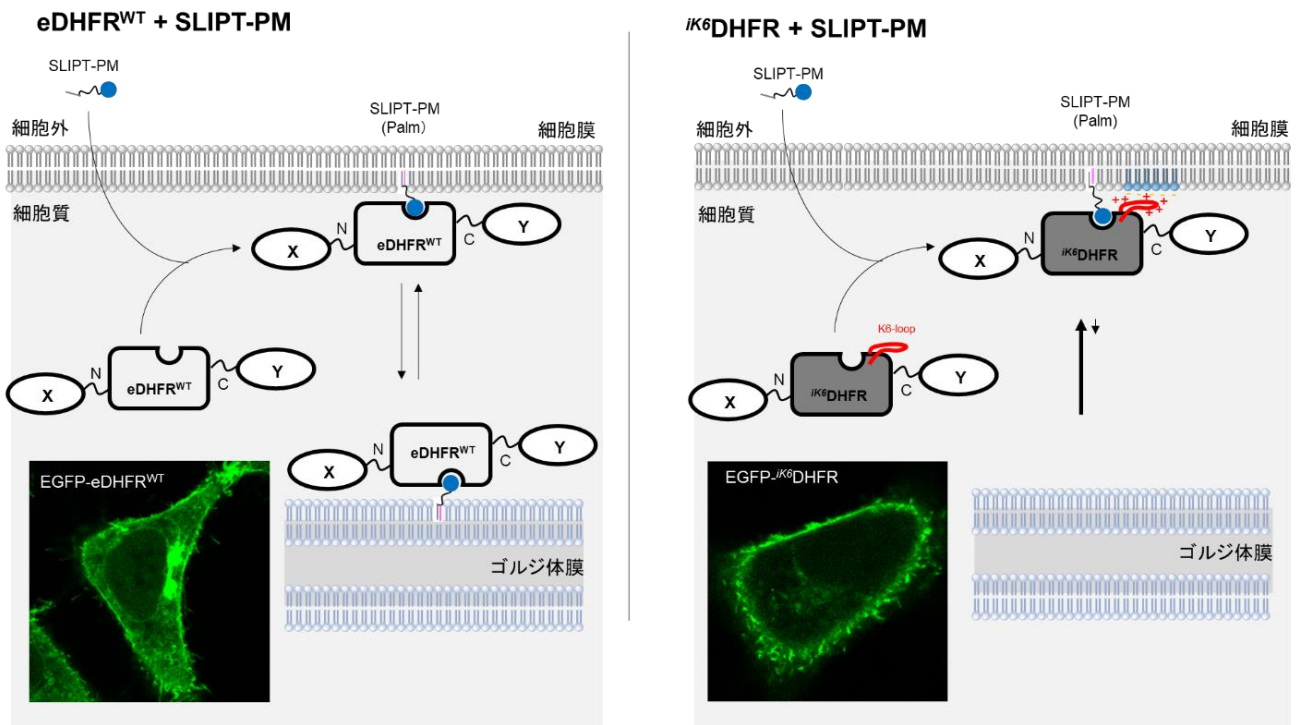 eDHFRWT + SLIPT-PM
SLIPT-PM
SLIPT-PM
(Palm)
細胞外
細胞膜
細胞質
X
N
eDHFRWT
C
Y
X
N
eDHFRWT
C
Y
X
N
eDHFRWT
C
Y
EGFP-eDHFRWT
ゴルジ体膜
iK6DHFR + SLIPT-PM
SLIPT-PM
SLIPT-PM
(Palm)
細胞外
細胞膜
細胞質
++ + + + + +
X
N
iK6DHFR
C
Y
K6-loop
X
N
iK6DHFR
C
Y
EGFP-iK6DHFR
ゴルジ体膜